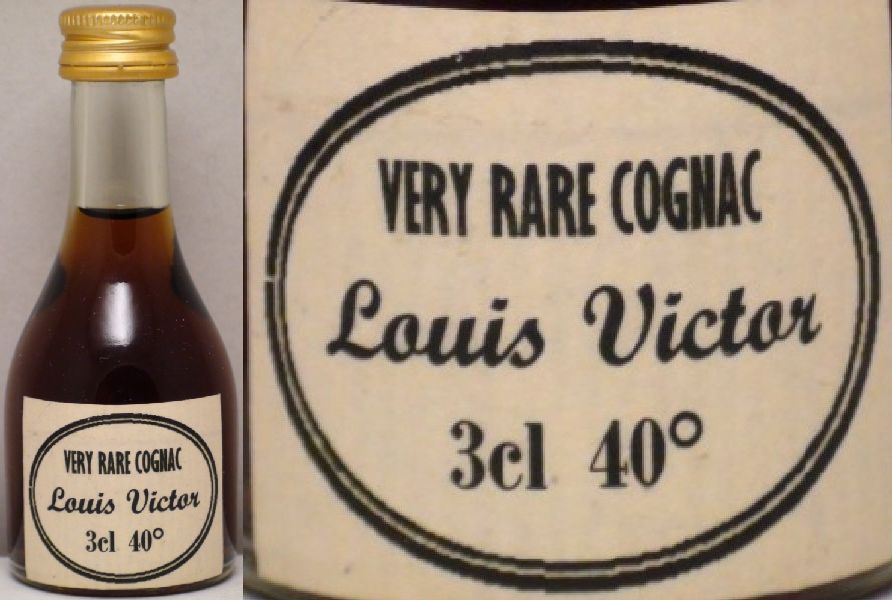 VERY RARE COGNAC
Louis Victor
3cl 40°
VERY RARE COGNAC
Louis Victor
3cl 40°